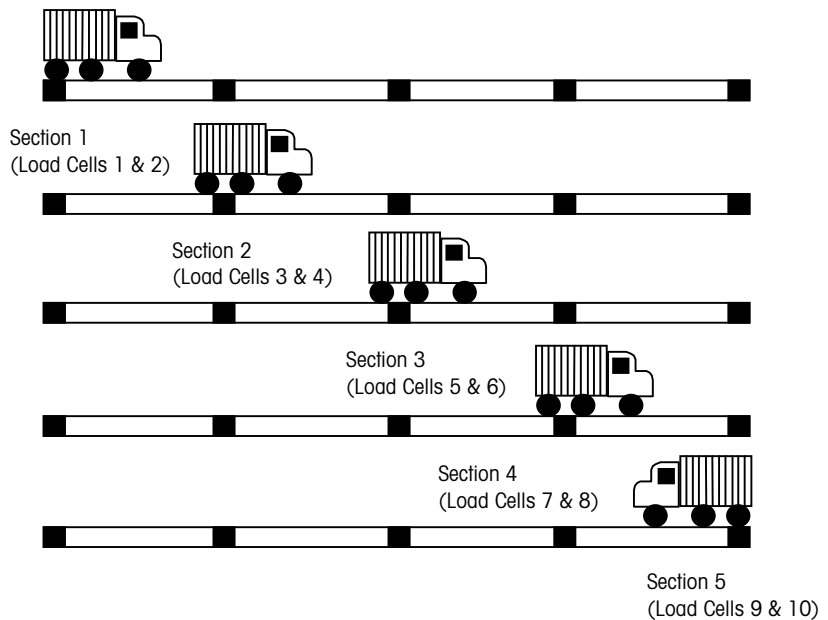 Section 1
(Load Cells 1 & 2)
Section 2
(Load Cells 3 & 4)
Section 3
(Load Cells 5 & 6)
Section 4
(Load Cells 7 & 8)
Section 5
(Load Cells 9 & 10)